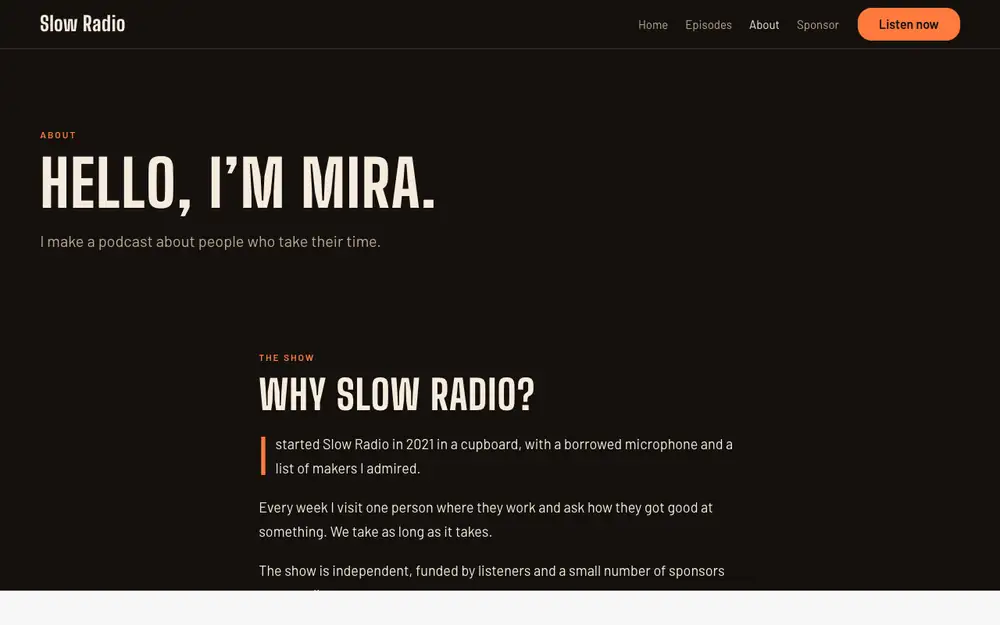 Slow Radio
Home Episodes About Sponsor Listen now
ABOUT
HELLO, I’M MIRA.
I make a podcast about people who take their time.
THE SHOW
WHY SLOW RADIO?
I started Slow Radio in 2021 in a cupboard, with a borrowed microphone and a
list of makers I admired.
Every week I visit one person where they work and ask how they got good at
something. We take as long as it takes.
The show is independent, funded by listeners and a small number of sponsors